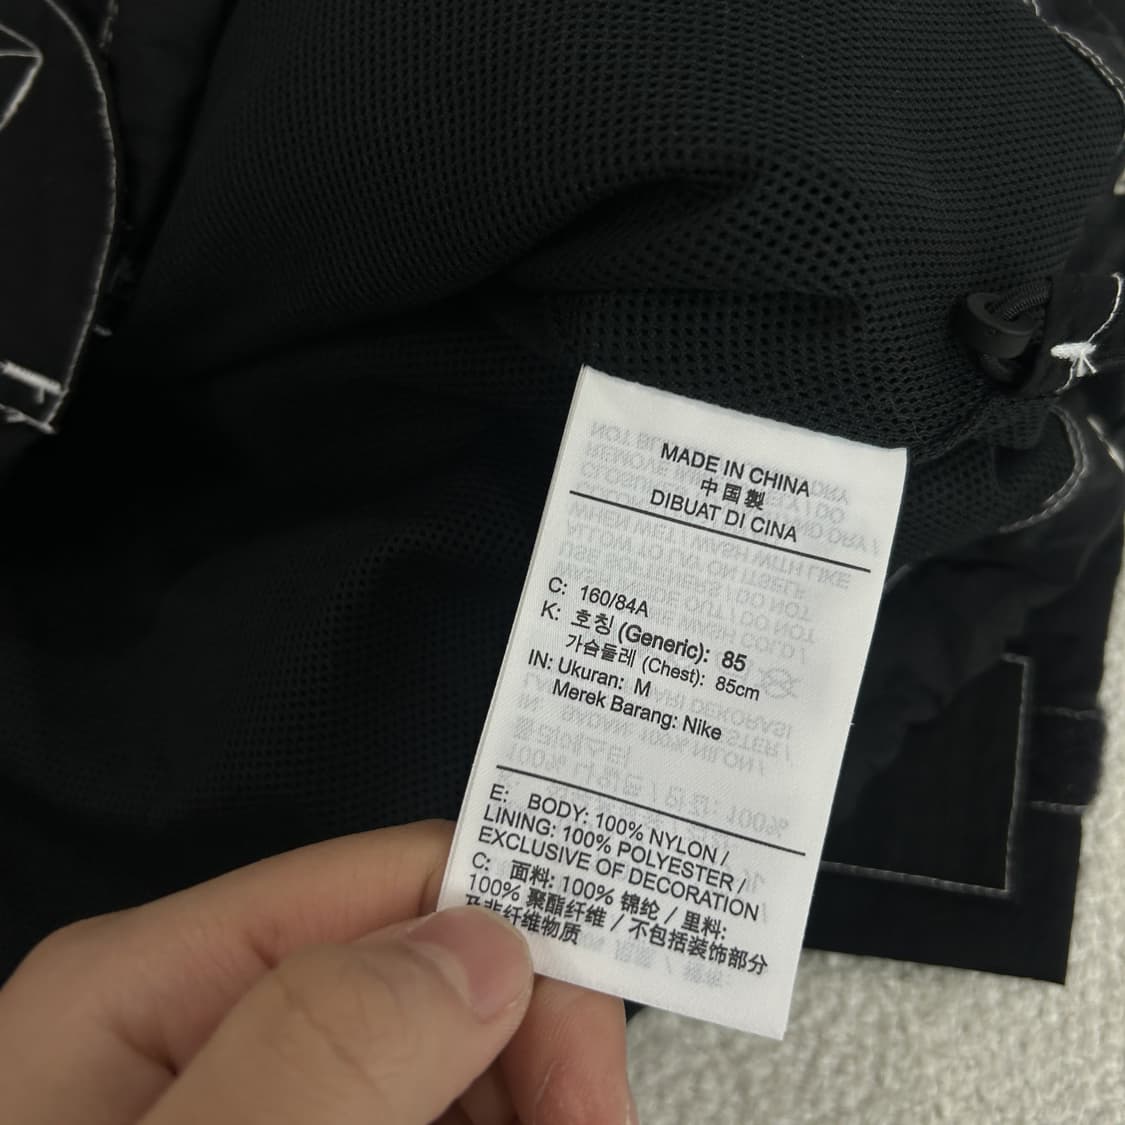 MADE IN CHINA
中国製
DIBUAT DI CINA
C: 160/84A
K: 호칭 (Generic): 85
가슴둘레 (Chest): 85cm
IN: Ukuran: M
Merek Barang: Nike
E: BODY: 100% NYLON /
LINING: 100% POLYESTER /
EXCLUSIVE OF DECORATION
C: 面料: 100% 锦纶 / 里料:
100% 聚酯纤维 / 不包括装饰部分
及非纤维物质